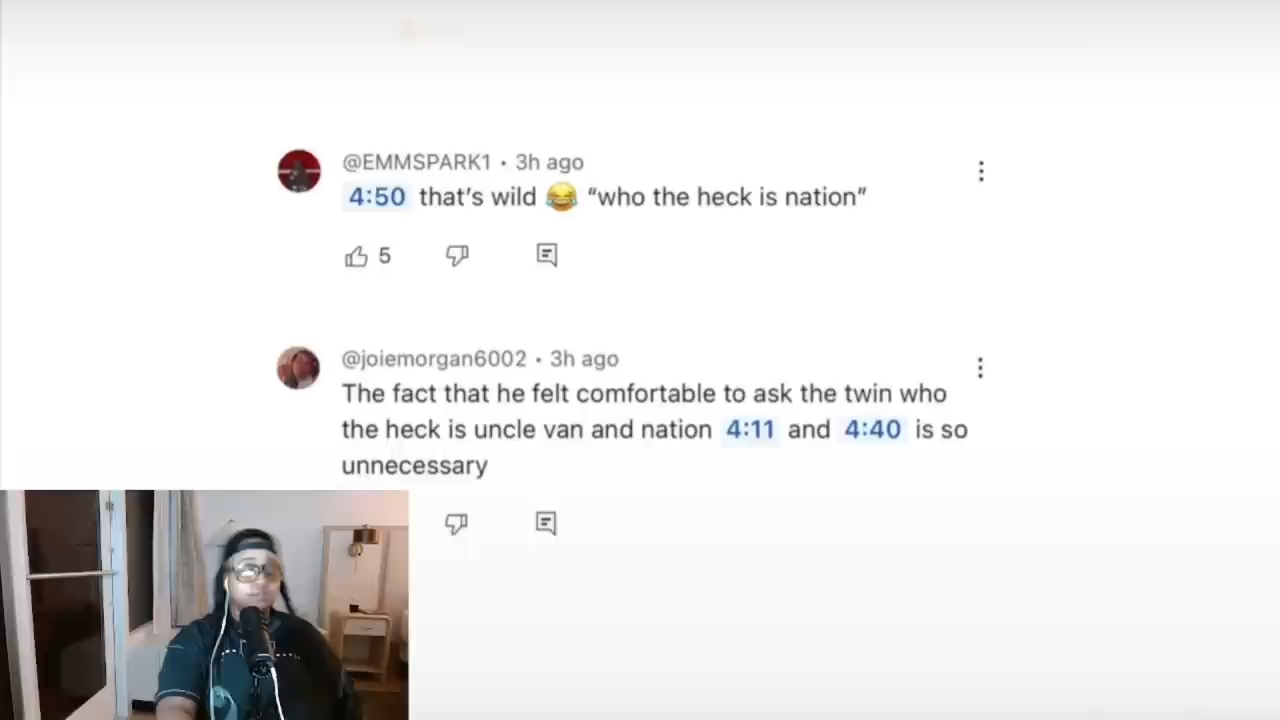 @EMMSPARK1 • 3h ago
4:50 that's wild 😂 “who the heck is nation”
5
@joiemorgan6002 • 3h ago
The fact that he felt comfortable to ask the twin who
the heck is uncle van and nation 4:11 and 4:40 is so
unnecessary